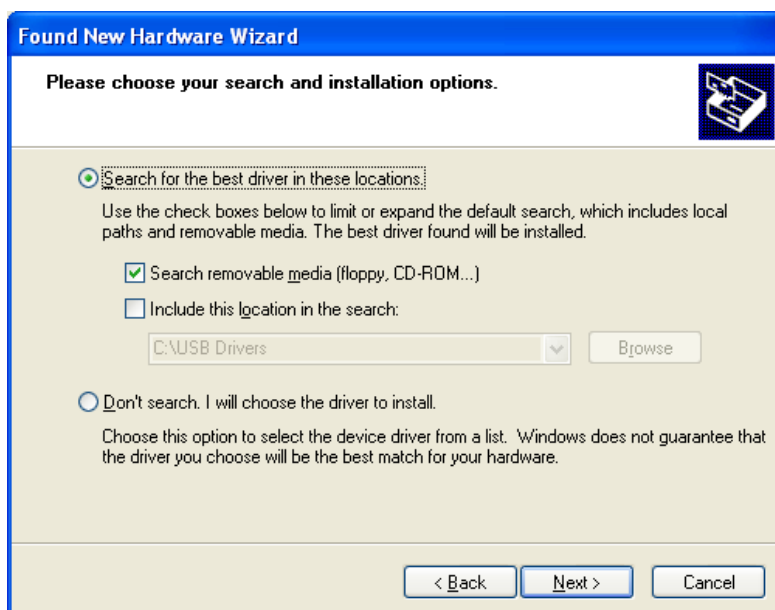 Found New Hardware Wizard
Please choose your search and installation options.
Search for the best driver in these locations.
Use the check boxes below to limit or expand the default search, which includes local
paths and removable media. The best driver found will be installed.
Search removable media (floppy, CD-ROM...)
Include this location in the search:
C:\USB Drivers
Browse
Don't search. I will choose the driver to install.
Choose this option to select the device driver from a list. Windows does not guarantee that
the driver you choose will be the best match for your hardware.
< Back
Next >
Cancel